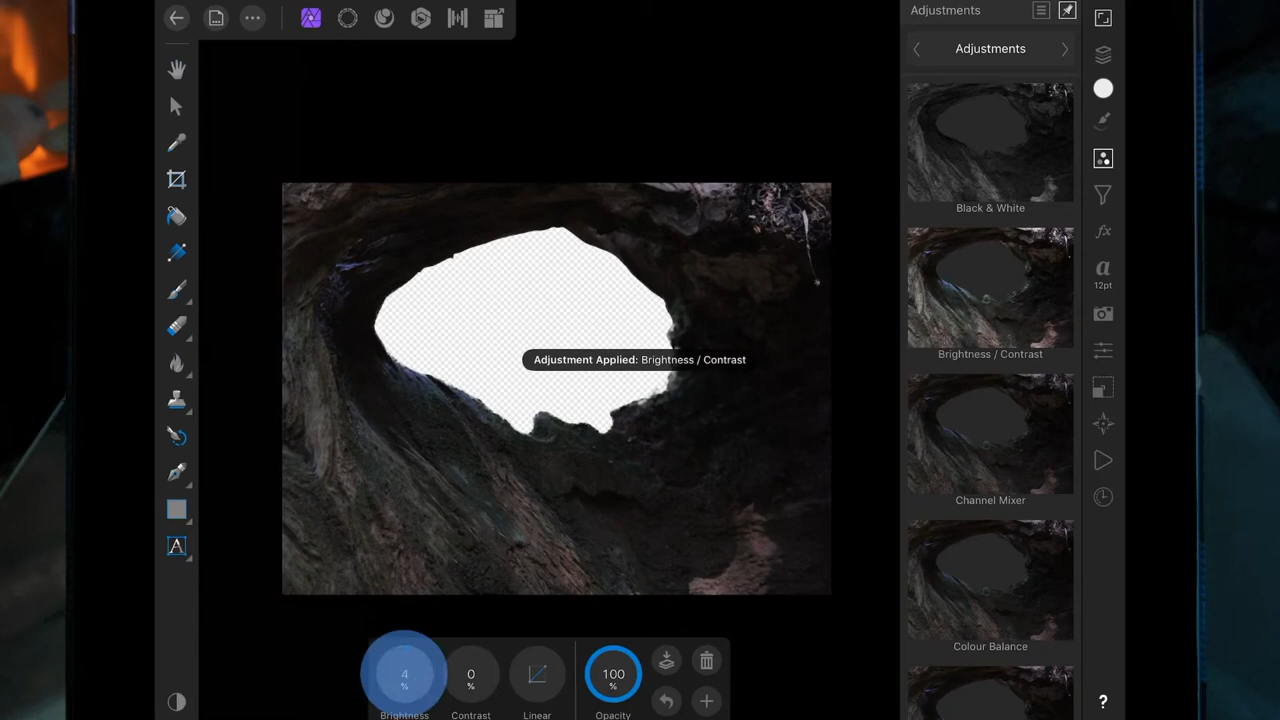 Adjustments
Adjustments
Black & White
Brightness / Contrast
Channel Mixer
Colour Balance
fx
a
12pt
A
Adjustment Applied: Brightness / Contrast
4
%
Brightness
0
%
Contrast
Linear
100
%
Opacity
?